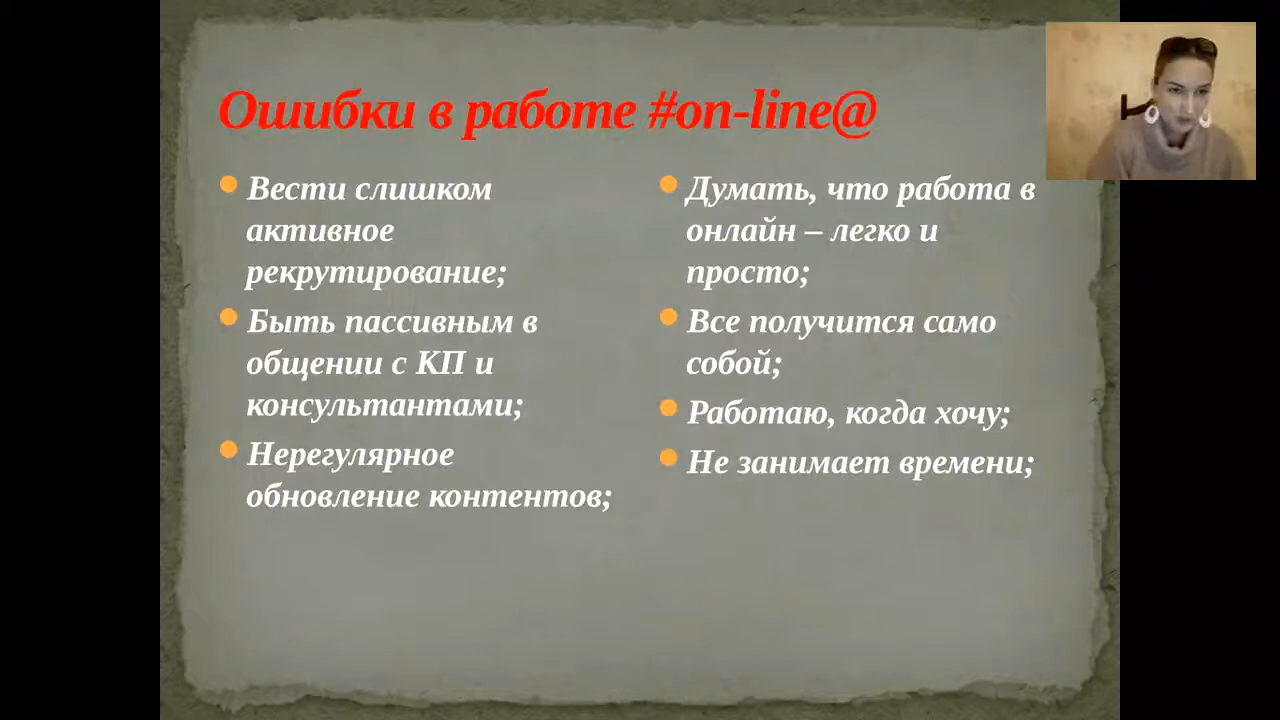 Ошибки в работе #on-line@
Вести слишком
активное
рекрутирование;
Быть пассивным в
общении с КП и
консультантами;
Нерегулярное
обновление контентов;
Думать, что работа в
онлайн – легко и
просто;
Все получится само
собой;
Работаю, когда хочу;
Не занимает времени;